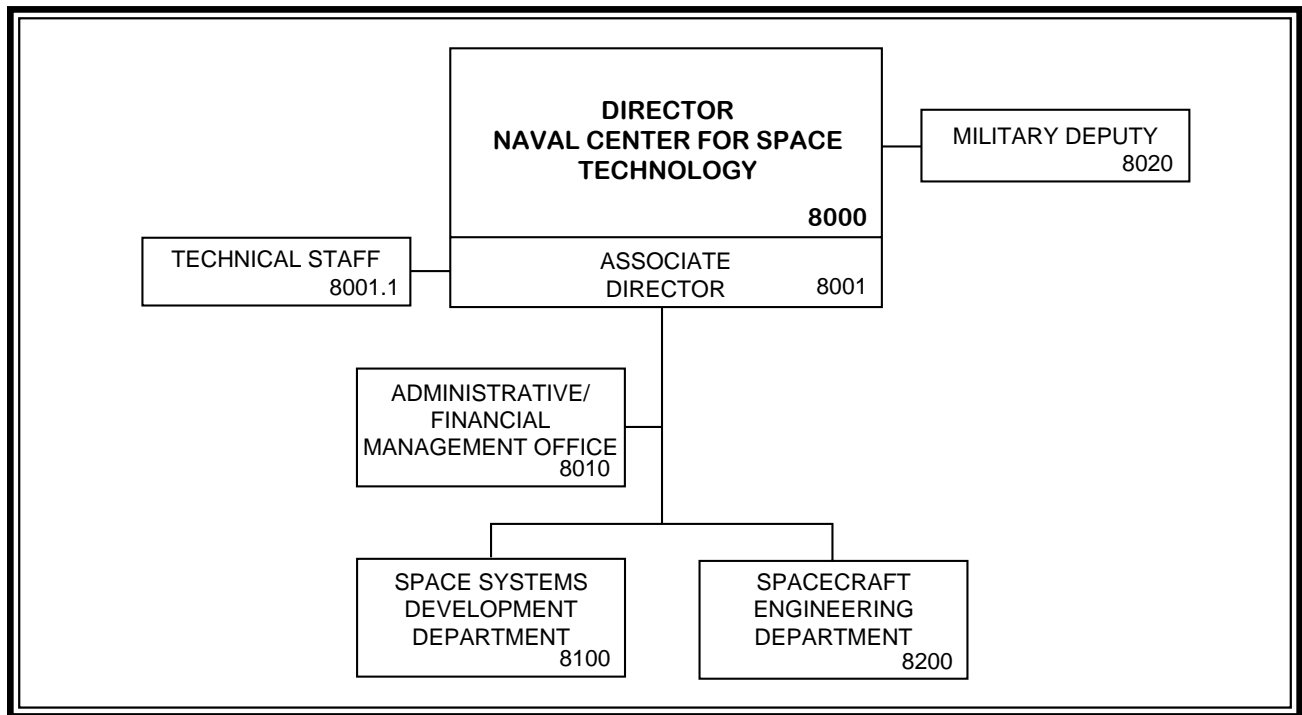 DIRECTOR
NAVAL CENTER FOR SPACE
TECHNOLOGY
8000
MILITARY DEPUTY
8020
TECHNICAL STAFF
8001.1
ASSOCIATE
DIRECTOR
8001
ADMINISTRATIVE/
FINANCIAL
MANAGEMENT OFFICE
8010
SPACE SYSTEMS
DEVELOPMENT
DEPARTMENT
8100
SPACECRAFT
ENGINEERING
DEPARTMENT
8200